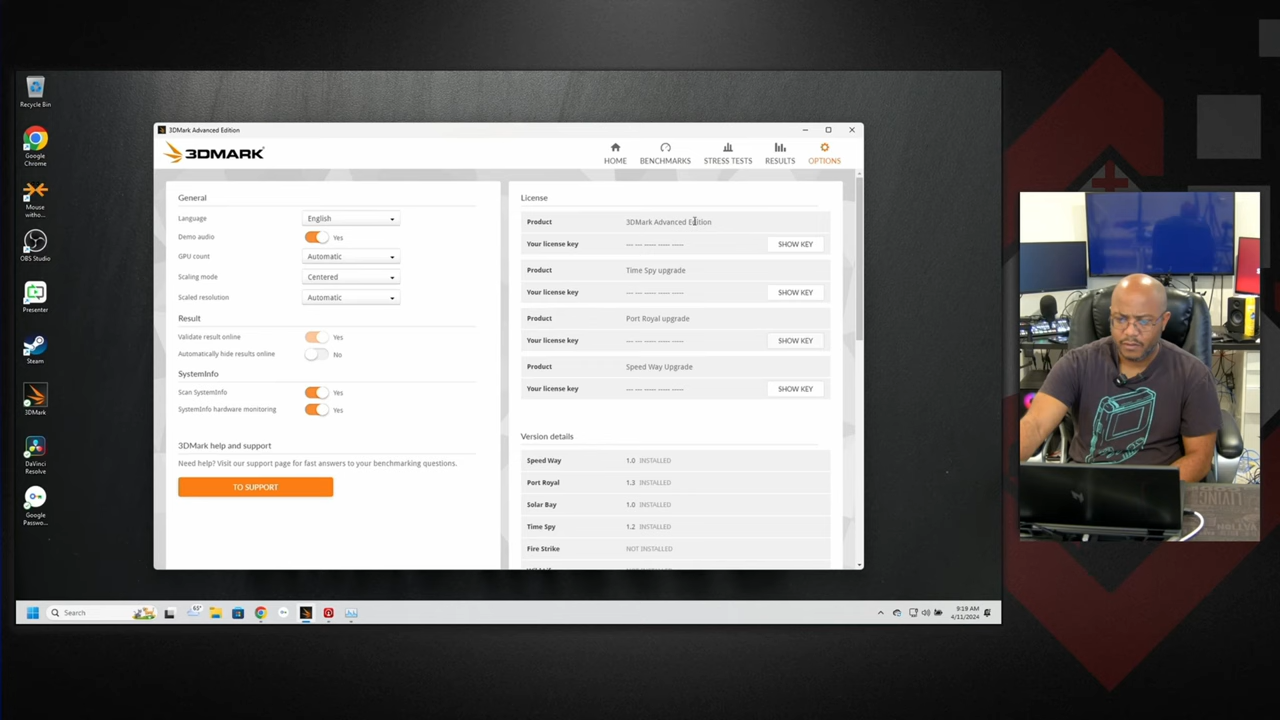 Recycle Bin
Google
Chrome
Mouse
witho...
OBS Studio
Presenter
Steam
3DMark
DaVinci
Resolve
Google
Passwo...
3DMark Advanced Edition
3DMARK
HOME
BENCHMARKS
STRESS TESTS
RESULTS
OPTIONS
General
Language English
Demo audio Yes
GPU count Automatic
Scaling mode Centered
Scaled resolution Automatic
Result
Validate result online Yes
Automatically hide results online No
SystemInfo
Scan SystemInfo Yes
SystemInfo hardware monitoring Yes
3DMark help and support
Need help? Visit our support page for fast answers to your benchmarking questions.
TO SUPPORT
License
Product 3DMark Advanced Edition
Your license key SHOW KEY
Product Time Spy upgrade
Your license key SHOW KEY
Product Port Royal upgrade
Your license key SHOW KEY
Product Speed Way Upgrade
Your license key SHOW KEY
Version details
Speed Way 1.0 INSTALLED
Port Royal 1.3 INSTALLED
Solar Bay 1.0 INSTALLED
Time Spy 1.2 INSTALLED
Fire Strike NOT INSTALLED
Search
65°
9:19 AM
4/11/2024